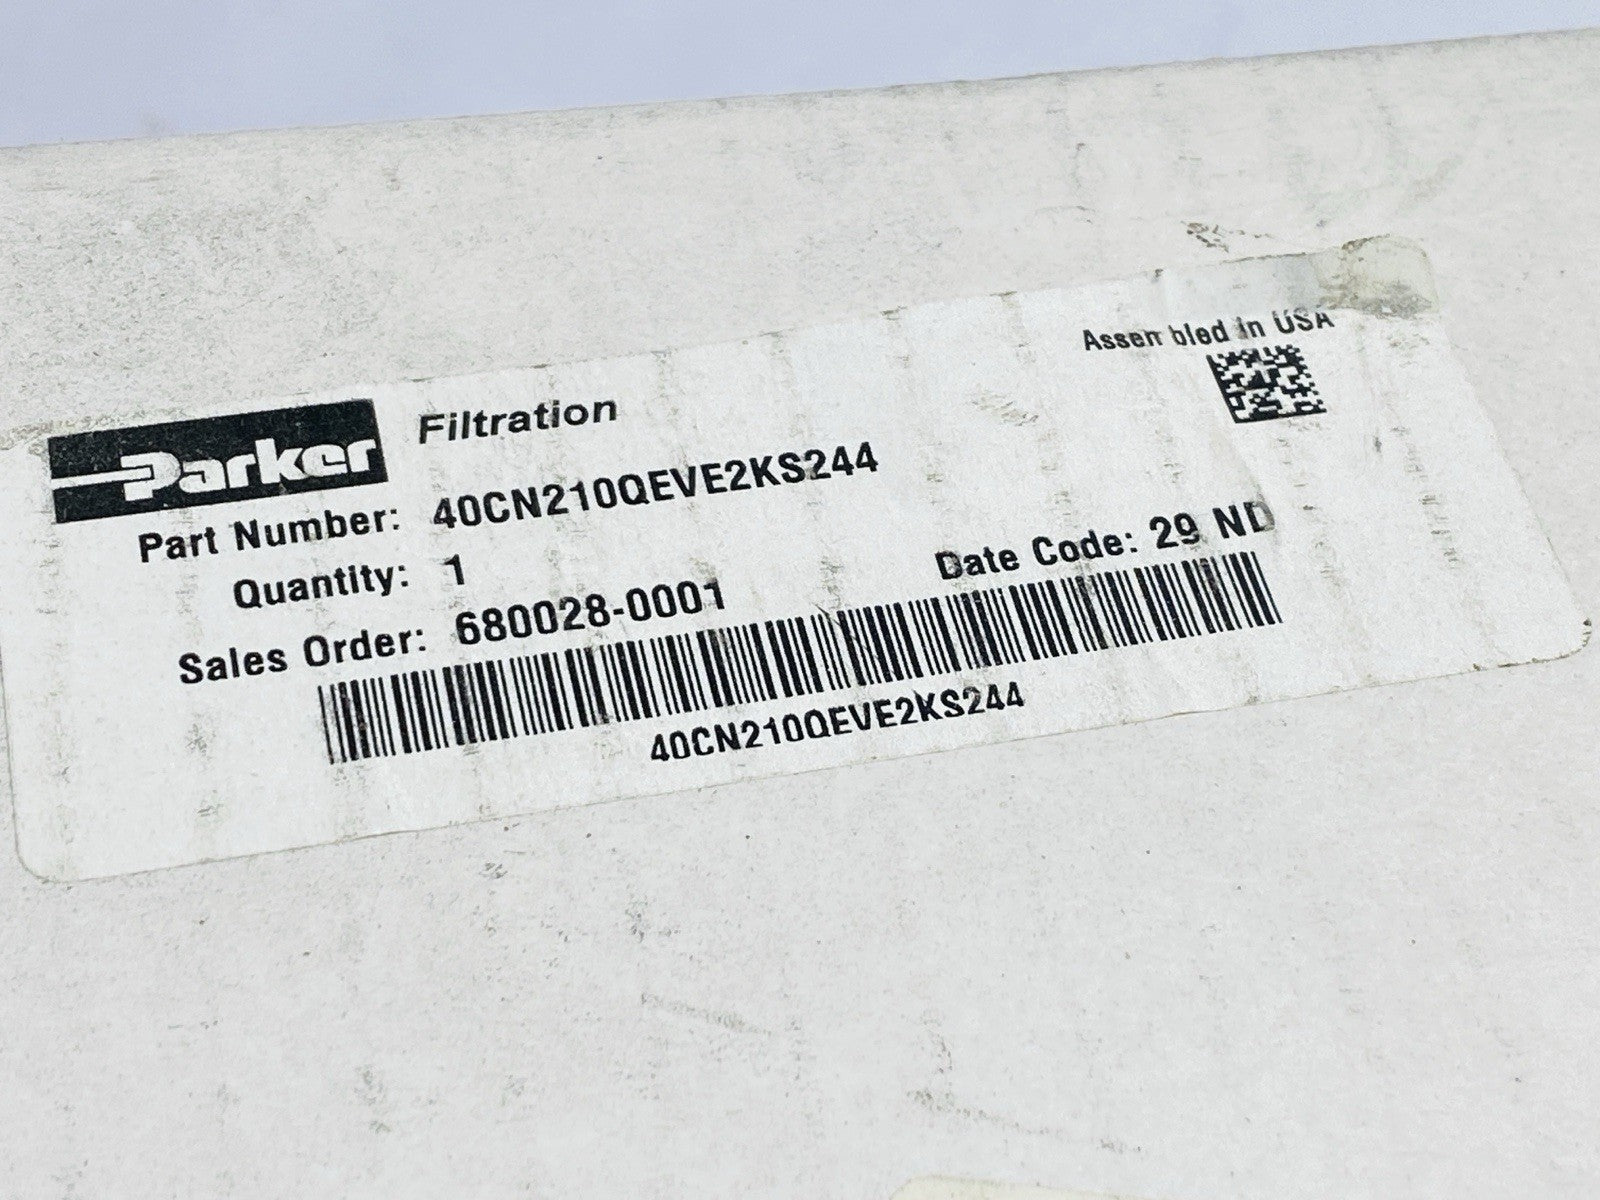 Parker Filtration
Assembled in USA
Part Number: 40CN210QEVE2KS244
Quantity: 1
Sales Order: 680028-0001
Date Code: 29 ND
40CN210QEVE2KS244